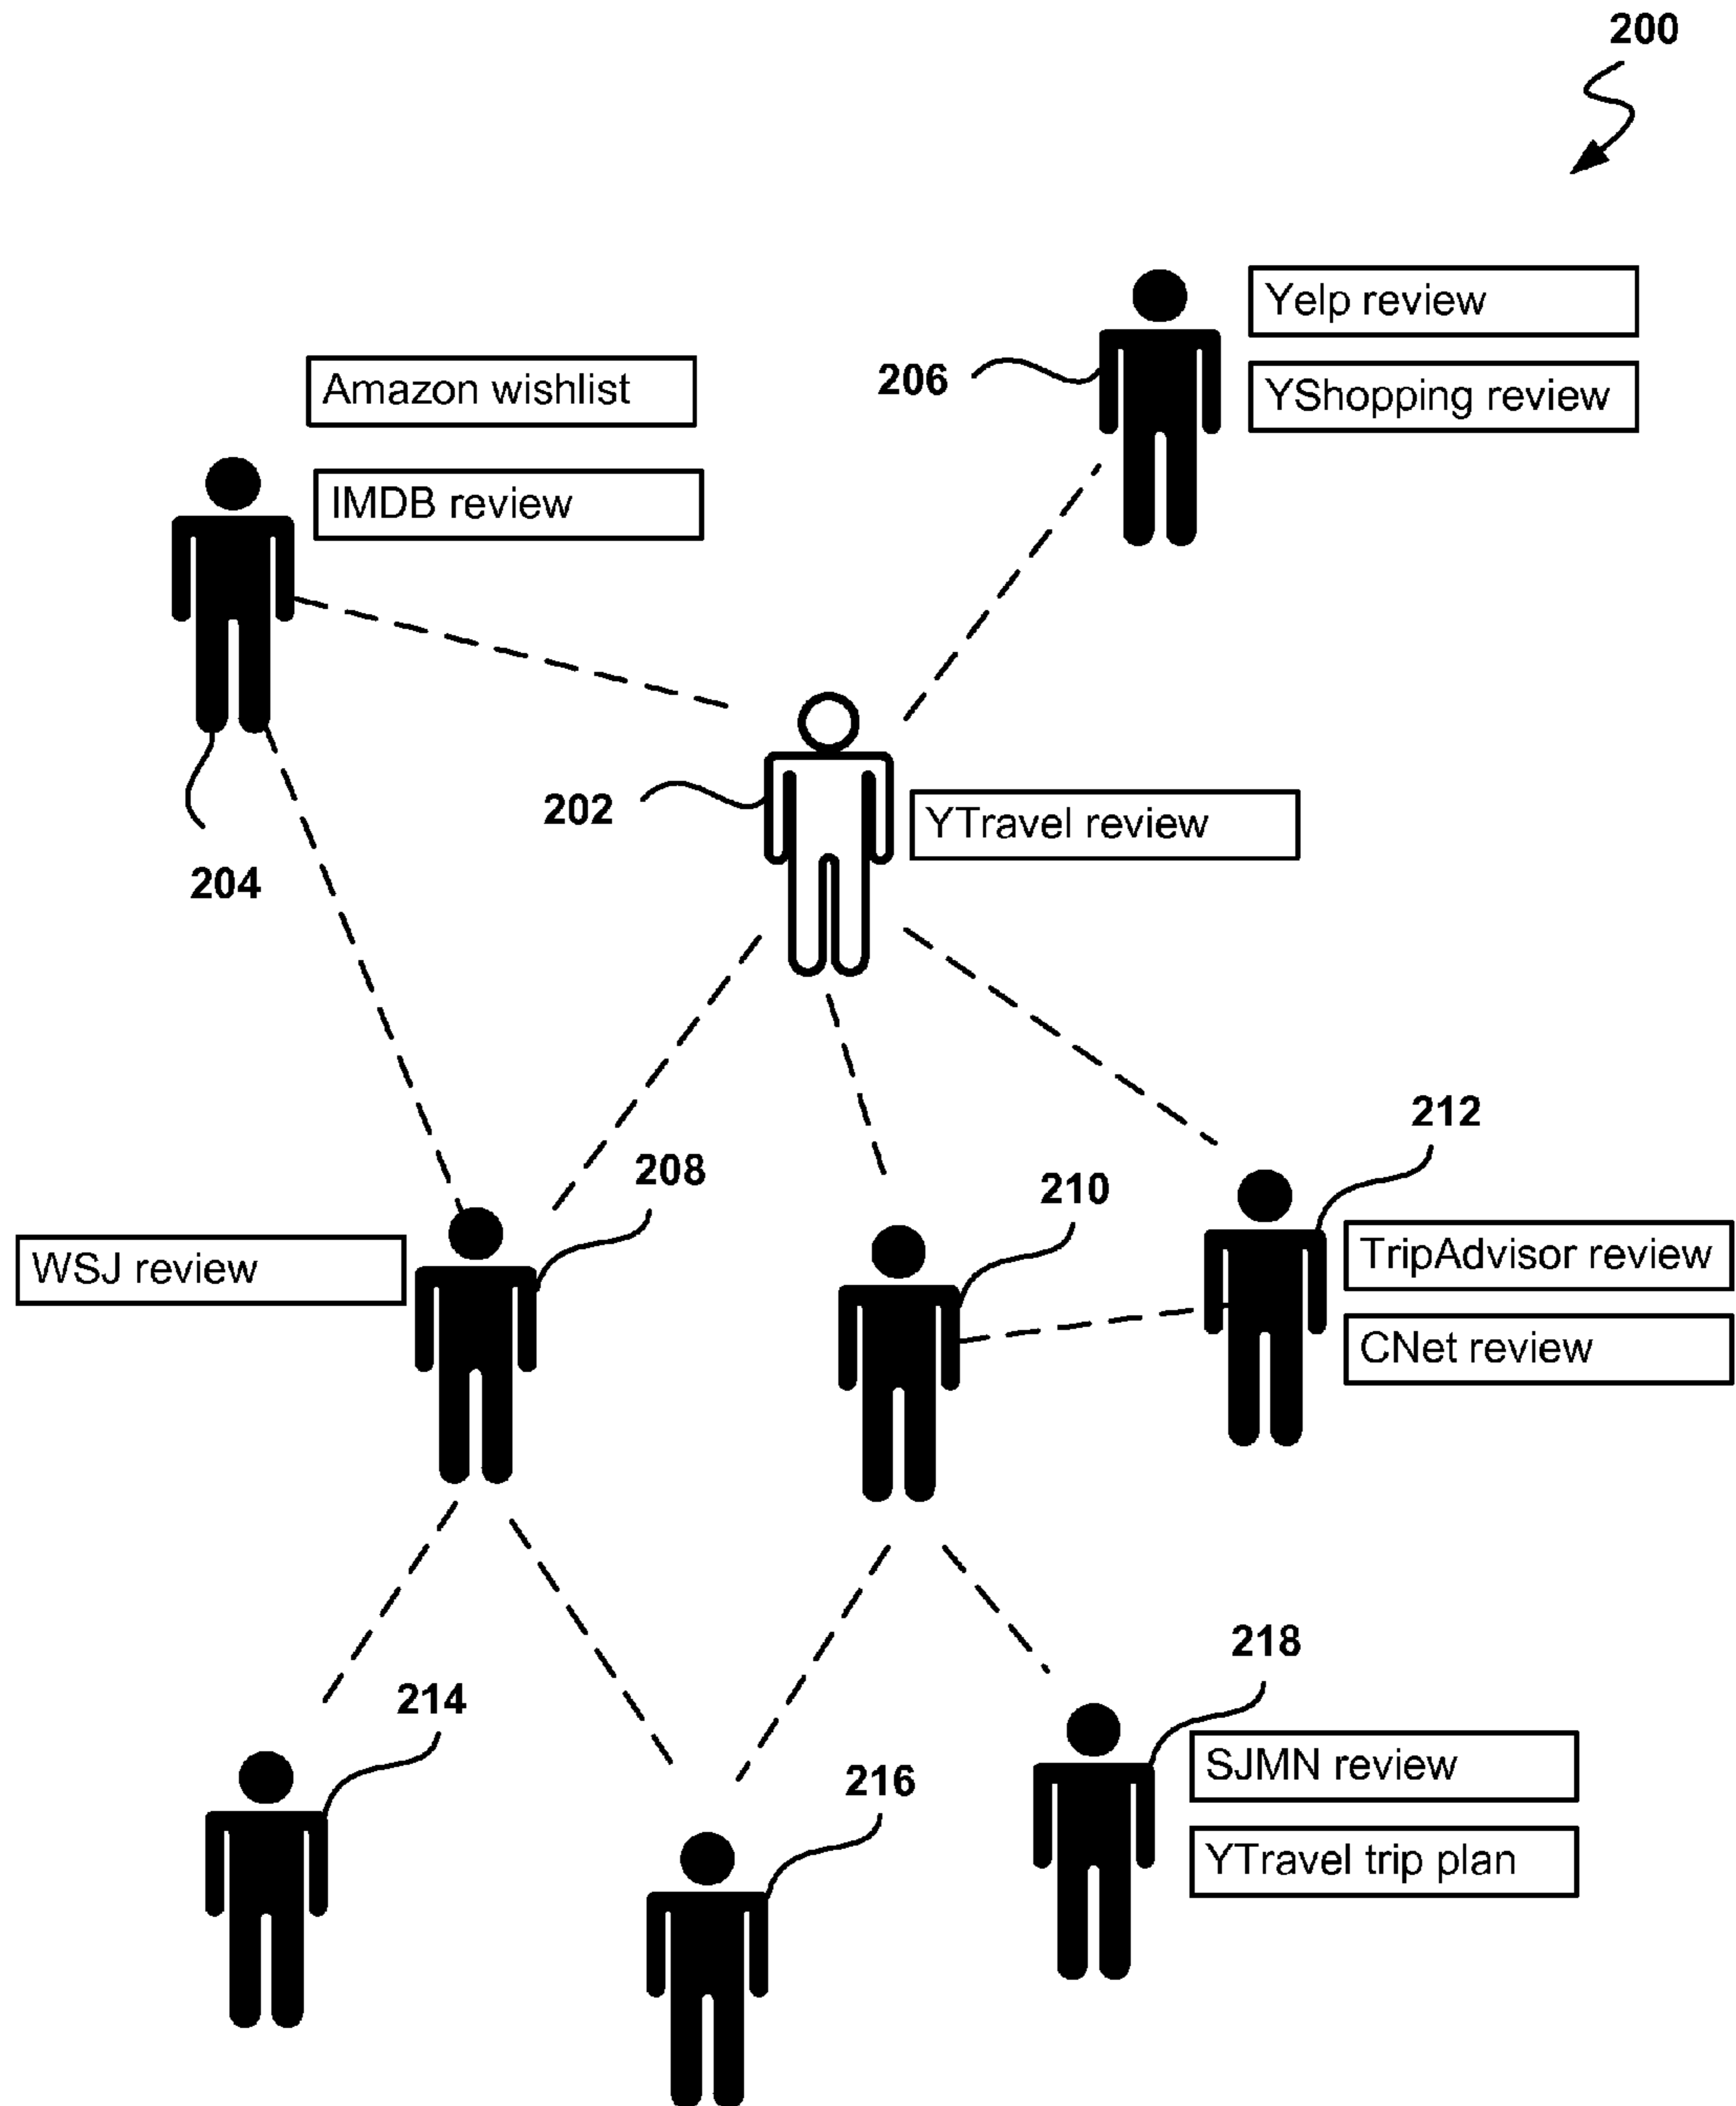 200
Yelp review
206
YShopping review
Amazon wishlist
IMDB review
202
YTravel review
204
212
208
210
WSJ review
TripAdvisor review
CNet review
218
214
SJMN review
216
YTravel trip plan